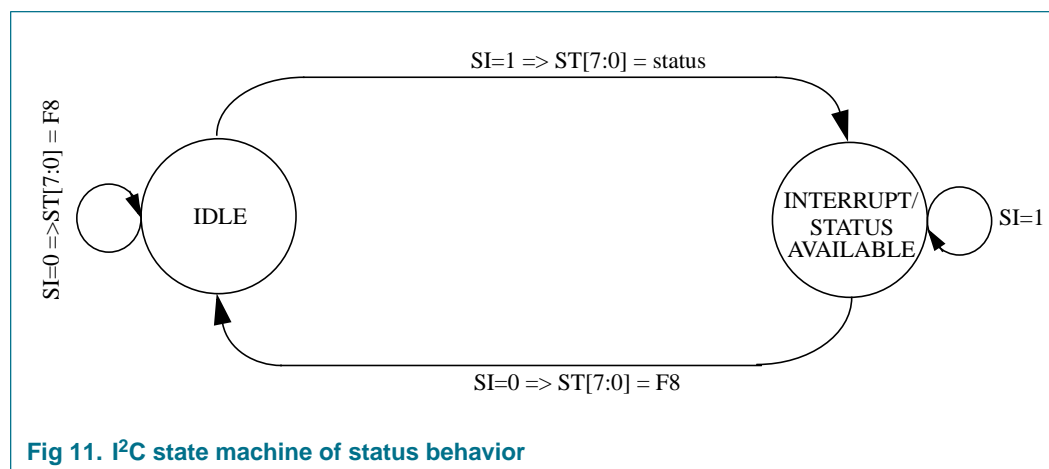 SI=1 => ST[7:0] = status
SI=0 =>ST[7:0] = F8
IDLE
INTERRUPT/
STATUS
AVAILABLE
SI=1
SI=0 => ST[7:0] = F8
Fig 11. I²C state machine of status behavior